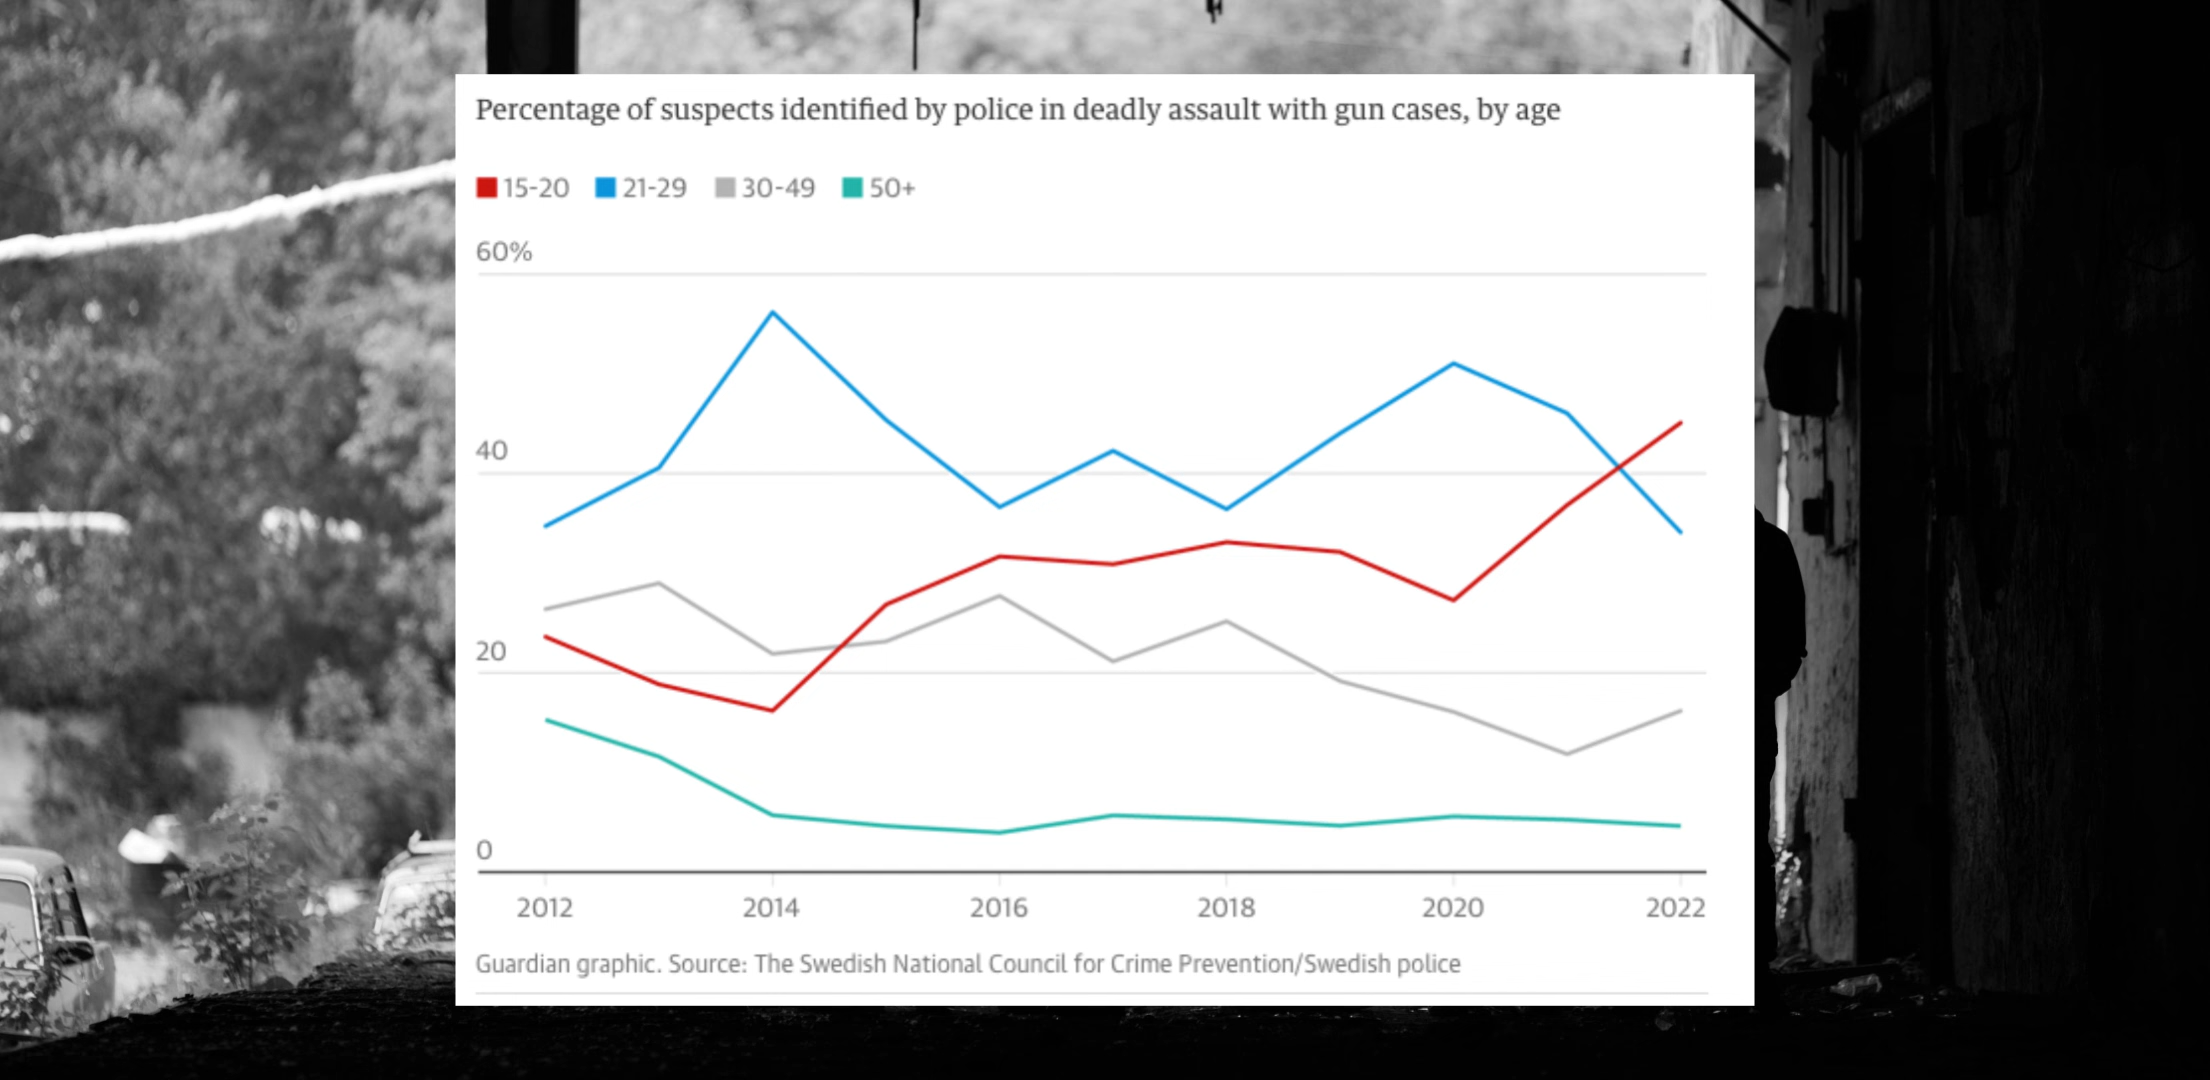 Percentage of suspects identified by police in deadly assault with gun cases, by age
15-20 21-29 30-49 50+
60%
40
20
0
2012 2014 2016 2018 2020 2022
Guardian graphic. Source: The Swedish National Council for Crime Prevention/Swedish police